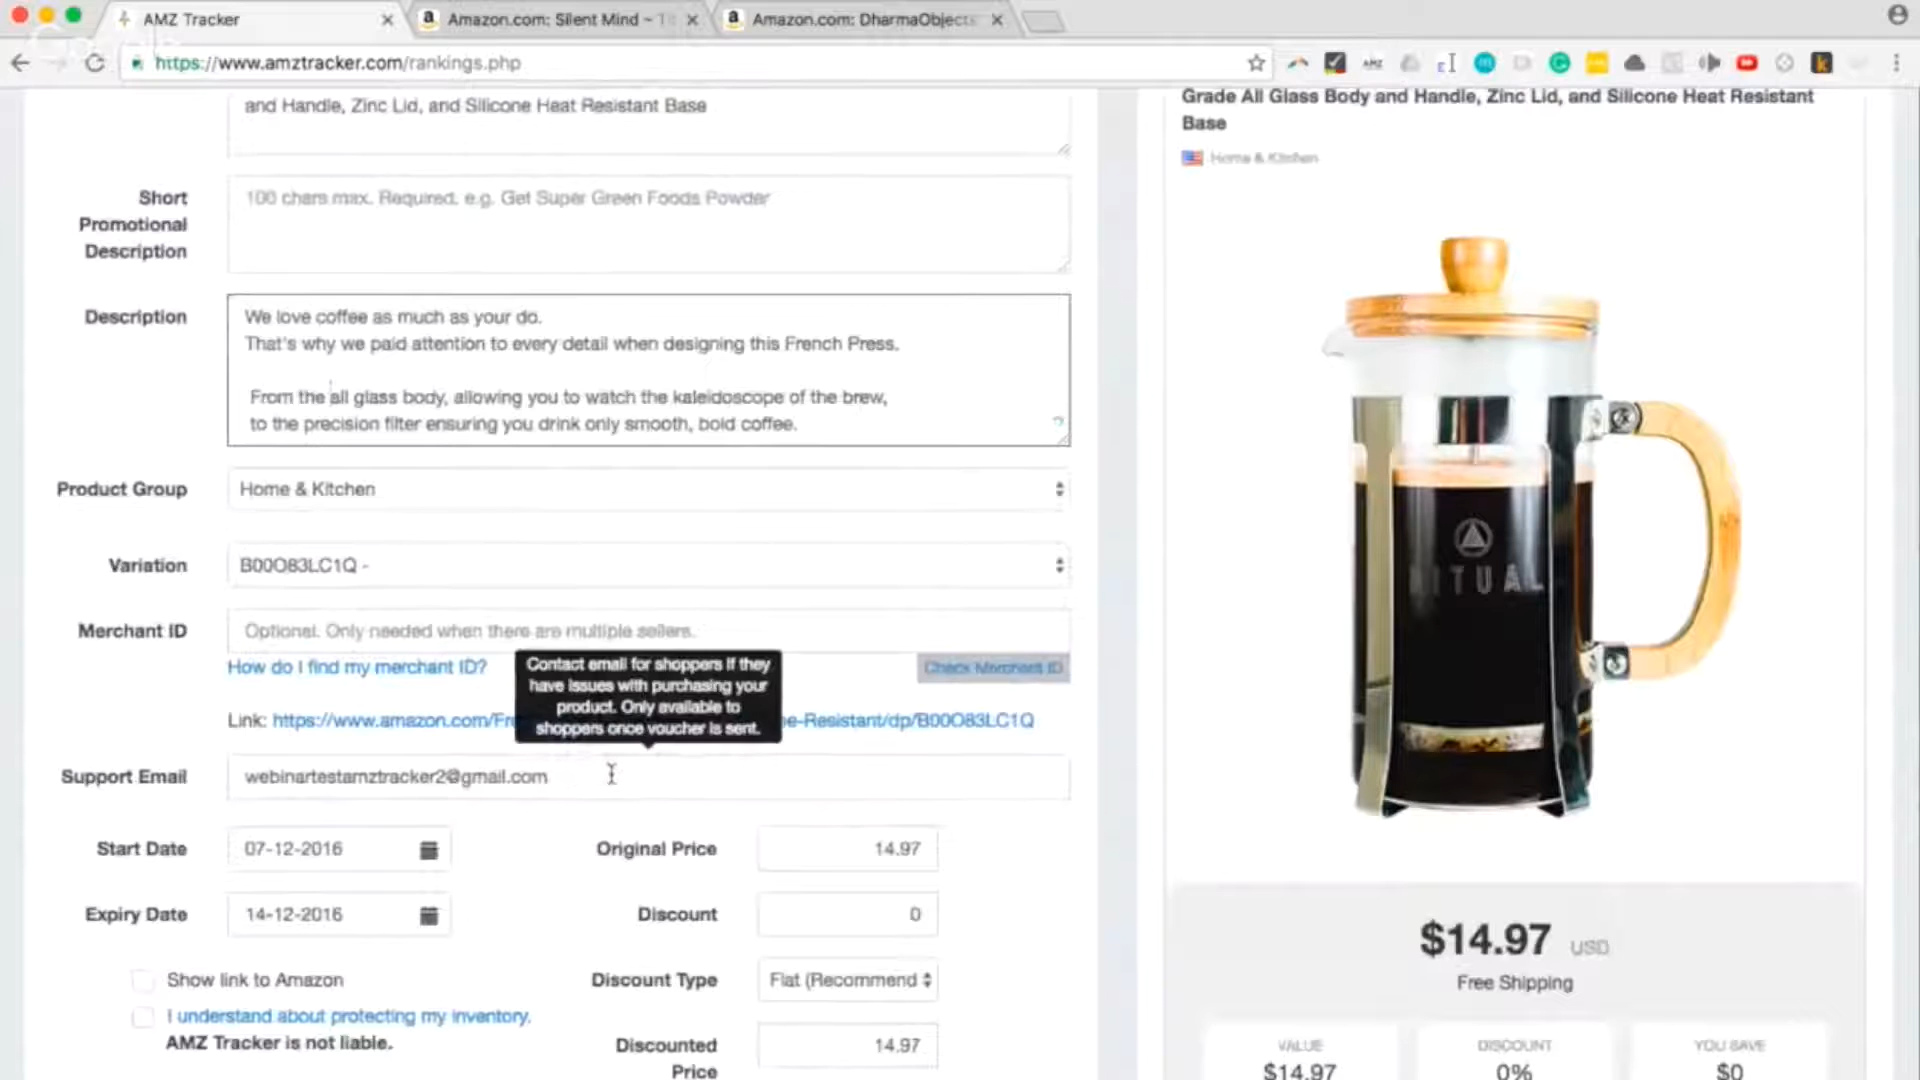 AMZ Tracker
Amazon.com: Silent Mind ~
Amazon.com: DharmaObjects
https://www.amztracker.com/rankings.php
and Handle, Zinc Lid, and Silicone Heat Resistant Base
Short
Promotional
Description
100 chars max. Required. e.g. Get Super Green Foods Powder
Description
We love coffee as much as your do.
That's why we paid attention to every detail when designing this French Press.
From the all glass body, allowing you to watch the kaleidoscope of the brew,
to the precision filter ensuring you drink only smooth, bold coffee.
Product Group
Home & Kitchen
Variation
B00O83LC1Q -
Merchant ID
Optional. Only needed when there are multiple sellers.
How do I find my merchant ID?
Check Merchant ID
Contact email for shoppers if they
have issues with purchasing your
product. Only available to
shoppers once voucher is sent.
Link: https://www.amazon.com/Fre
e-Resistant/dp/B00O83LC1Q
Support Email
webinartestamztracker2@gmail.com
Start Date
07-12-2016
Original Price
14.97
Expiry Date
14-12-2016
Discount
0
Show link to Amazon
Discount Type
Flat (Recommend
I understand about protecting my inventory.
AMZ Tracker is not liable.
Discounted
Price
14.97
Grade All Glass Body and Handle, Zinc Lid, and Silicone Heat Resistant
Base
Home & Kitchen
RITUAL
$14.97 USD
Free Shipping
VALUE
$14.97
DISCOUNT
0%
YOU SAVE
$0